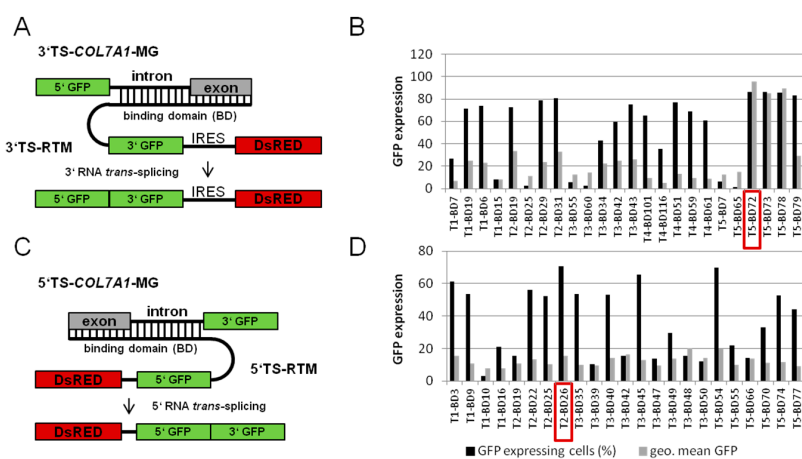 A
3‘TS-COL7A1-MG
5‘ GFP
intron
exon
binding domain (BD)
3‘TS-RTM
3‘ GFP
IRES
DsRED
3‘ RNA trans-splicing
5‘ GFP
3‘ GFP
IRES
DsRED
B
GFP expression
120
100
80
60
40
20
0
T1-BD7
T1-BD19
T1-BD6
T1-BD15
T2-BD19
T2-BD25
T2-BD29
T2-BD31
T3-BD55
T3-BD60
T3-BD34
T3-BD42
T3-BD43
T4-BD101
T4-BD116
T4-BD51
T4-BD59
T4-BD61
T5-BD7
T5-BD65
T5-BD72
T5-BD73
T5-BD78
T5-BD79
C
5‘TS-COL7A1-MG
exon
intron
3‘ GFP
binding domain (BD)
5‘TS-RTM
DsRED
5‘ GFP
5‘ RNA trans-splicing
DsRED
5‘ GFP
3‘ GFP
D
GFP expression
80
60
40
20
0
T1-BD3
T1-BD9
T1-BD10
T1-BD16
T2-BD19
T2-BD22
T2-BD25
T2-BD26
T3-BD35
T3-BD39
T3-BD40
T3-BD42
T3-BD45
T3-BD47
T3-BD49
T3-BD48
T5-BD50
T5-BD54
T5-BD55
T5-BD66
T5-BD70
T5-BD74
T5-BD77
GFP expressing cells (%)
geo. mean GFP